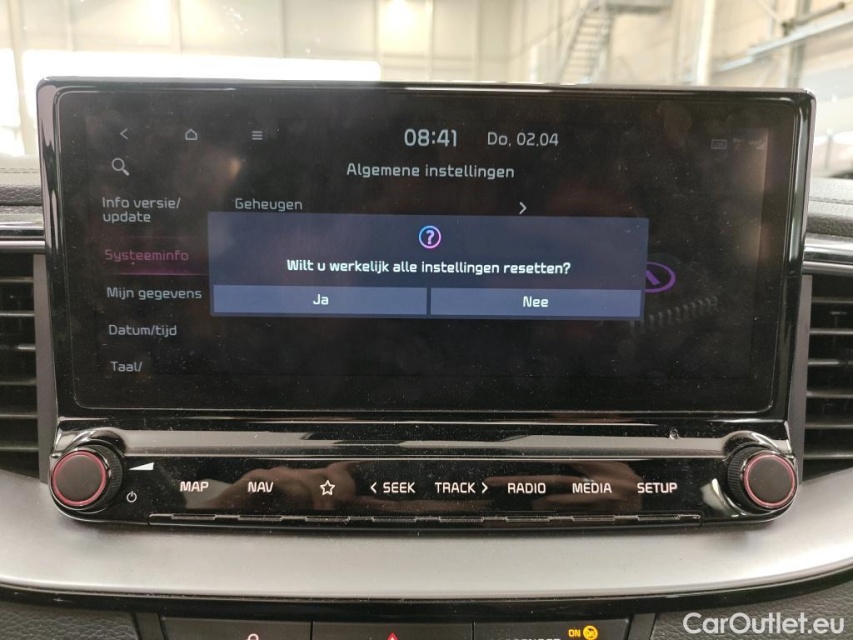 08:41 Do, 02.04
Algemene instellingen
Info versie/
update
Geheugen
Systeeminfo
Wilt u werkelijk alle instellingen resetten?
Ja Nee
Mijn gegevens
Datum/tijd
Taal/
MAP NAV SEEK TRACK RADIO MEDIA SETUP
ON
CarOutlet.eu